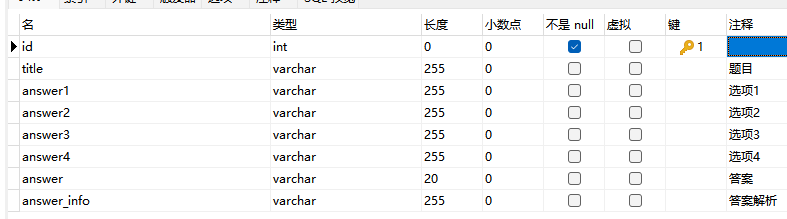 名 类型 长度 小数点 不是 null 虚拟 键 注释
id int 0 0 1
title varchar 255 0 题目
answer1 varchar 255 0 选项1
answer2 varchar 255 0 选项2
answer3 varchar 255 0 选项3
answer4 varchar 255 0 选项4
answer varchar 20 0 答案
answer_info varchar 255 0 答案解析